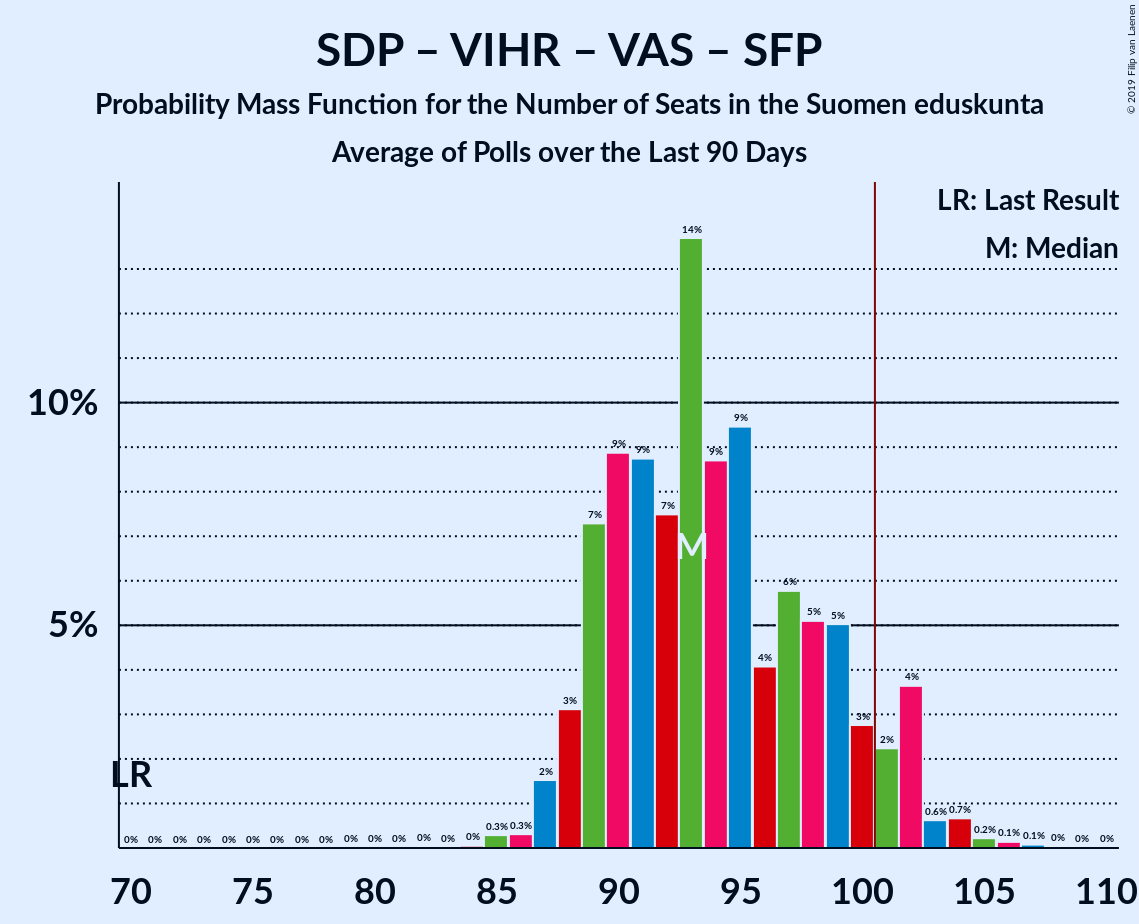 SDP – VIHR – VAS – SFP
Probability Mass Function for the Number of Seats in the Suomen eduskunta
Average of Polls over the Last 90 Days
© 2019 Filip van Laenen
LR: Last Result
M: Median
10%
5%
LR
M
0% 0% 0% 0% 0% 0% 0% 0% 0% 0% 0% 0% 0% 0% 0% 0.3% 0.3% 2% 3% 7% 9% 9% 7% 14% 9% 9% 4% 6% 5% 5% 3% 2% 4% 0.6% 0.7% 0.2% 0.1% 0.1% 0% 0% 0%
70 75 80 85 90 95 100 105 110